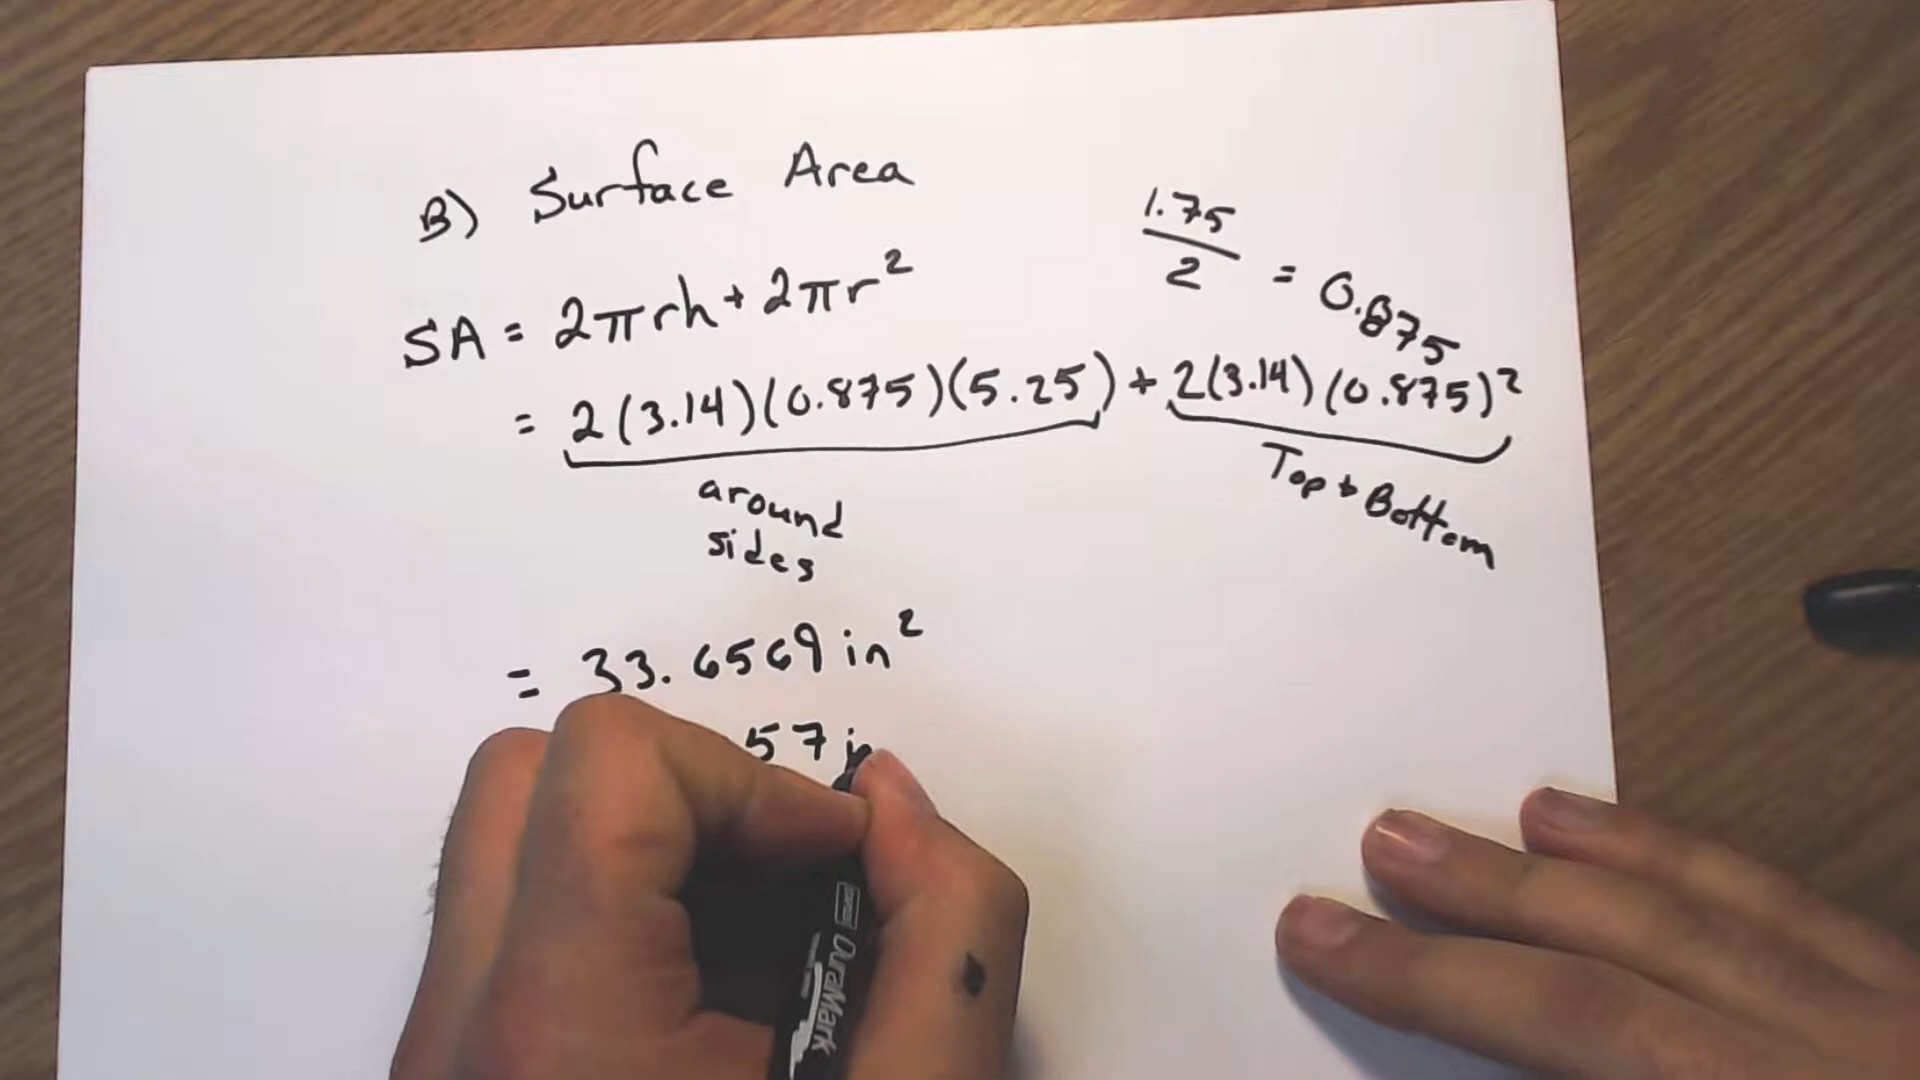 B) Surface Area
1.75
2
= 0.875
SA = 2πrh + 2πr²
= 2(3.14)(0.875)(5.25) + 2(3.14)(0.875)²
around
sides
Top + Bottom
= 33.6569 in²
57 in
DuraMark